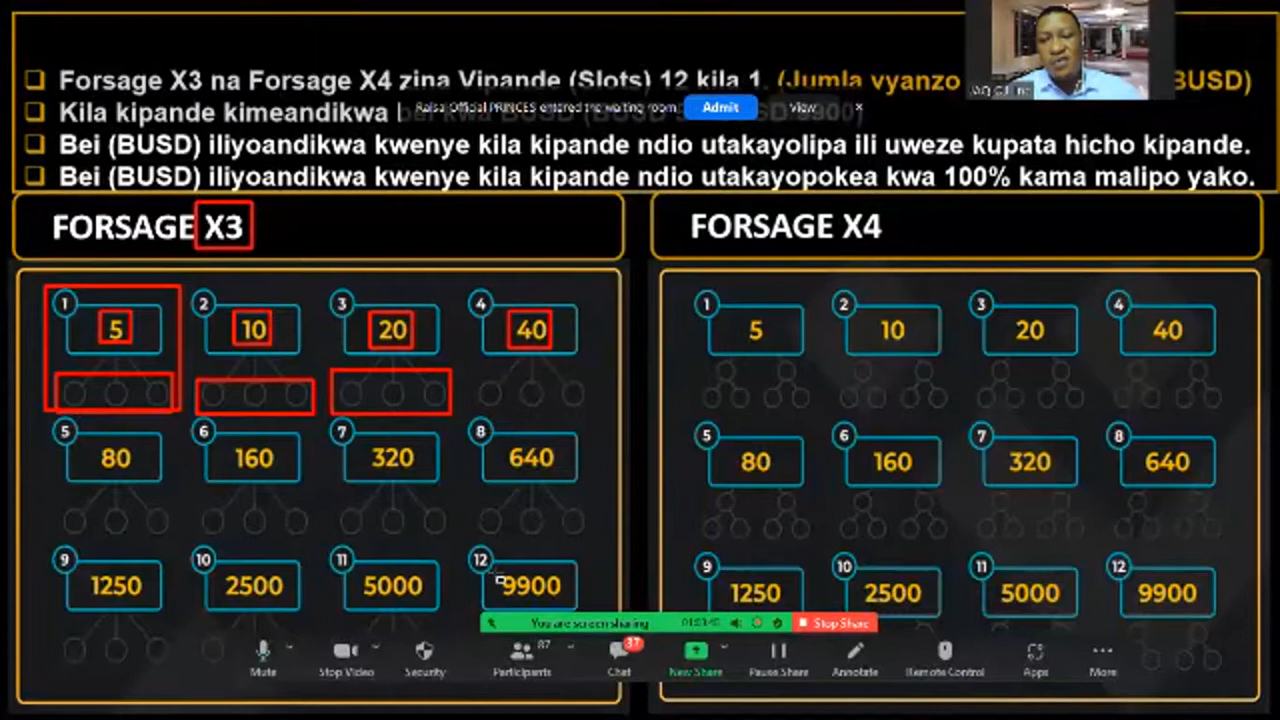 Forsage X3 na Forsage X4 zina Vipande (Slots) 12 kila 1. (Jumla vyanzo BUSD)
Raisa Official PRINCES entered the waiting room Admit View ×
Kila kipande kimeandikwa
Bei (BUSD) iliyoandikwa kwenye kila kipande ndio utakayolipa ili uweze kupata hicho kipande.
Bei (BUSD) iliyoandikwa kwenye kila kipande ndio utakayopokea kwa 100% kama malipo yako.
FORSAGE X3
1 5 2 10 3 20 4 40
5 80 6 160 7 320 8 640
9 1250 10 2500 11 5000 12 9900
FORSAGE X4
1 5 2 10 3 20 4 40
5 80 6 160 7 320 8 640
9 1250 10 2500 11 5000 12 9900
You are screen sharing Stop Share
87 37
Mute Stop Video Security Participants Chat New Share Pause Share Annotate Remote Control Apps More